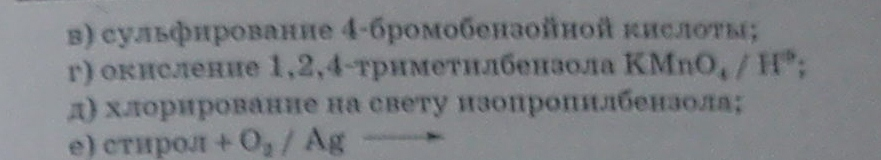 в) сульфирование 4-бромобензойной кислоты;
г) окисление 1,2,4-триметилбензола KMnO₄ / H⊕;
д) хлорирование на свету изопропилбензола;
е) стирол + O₂ / Ag ⟶